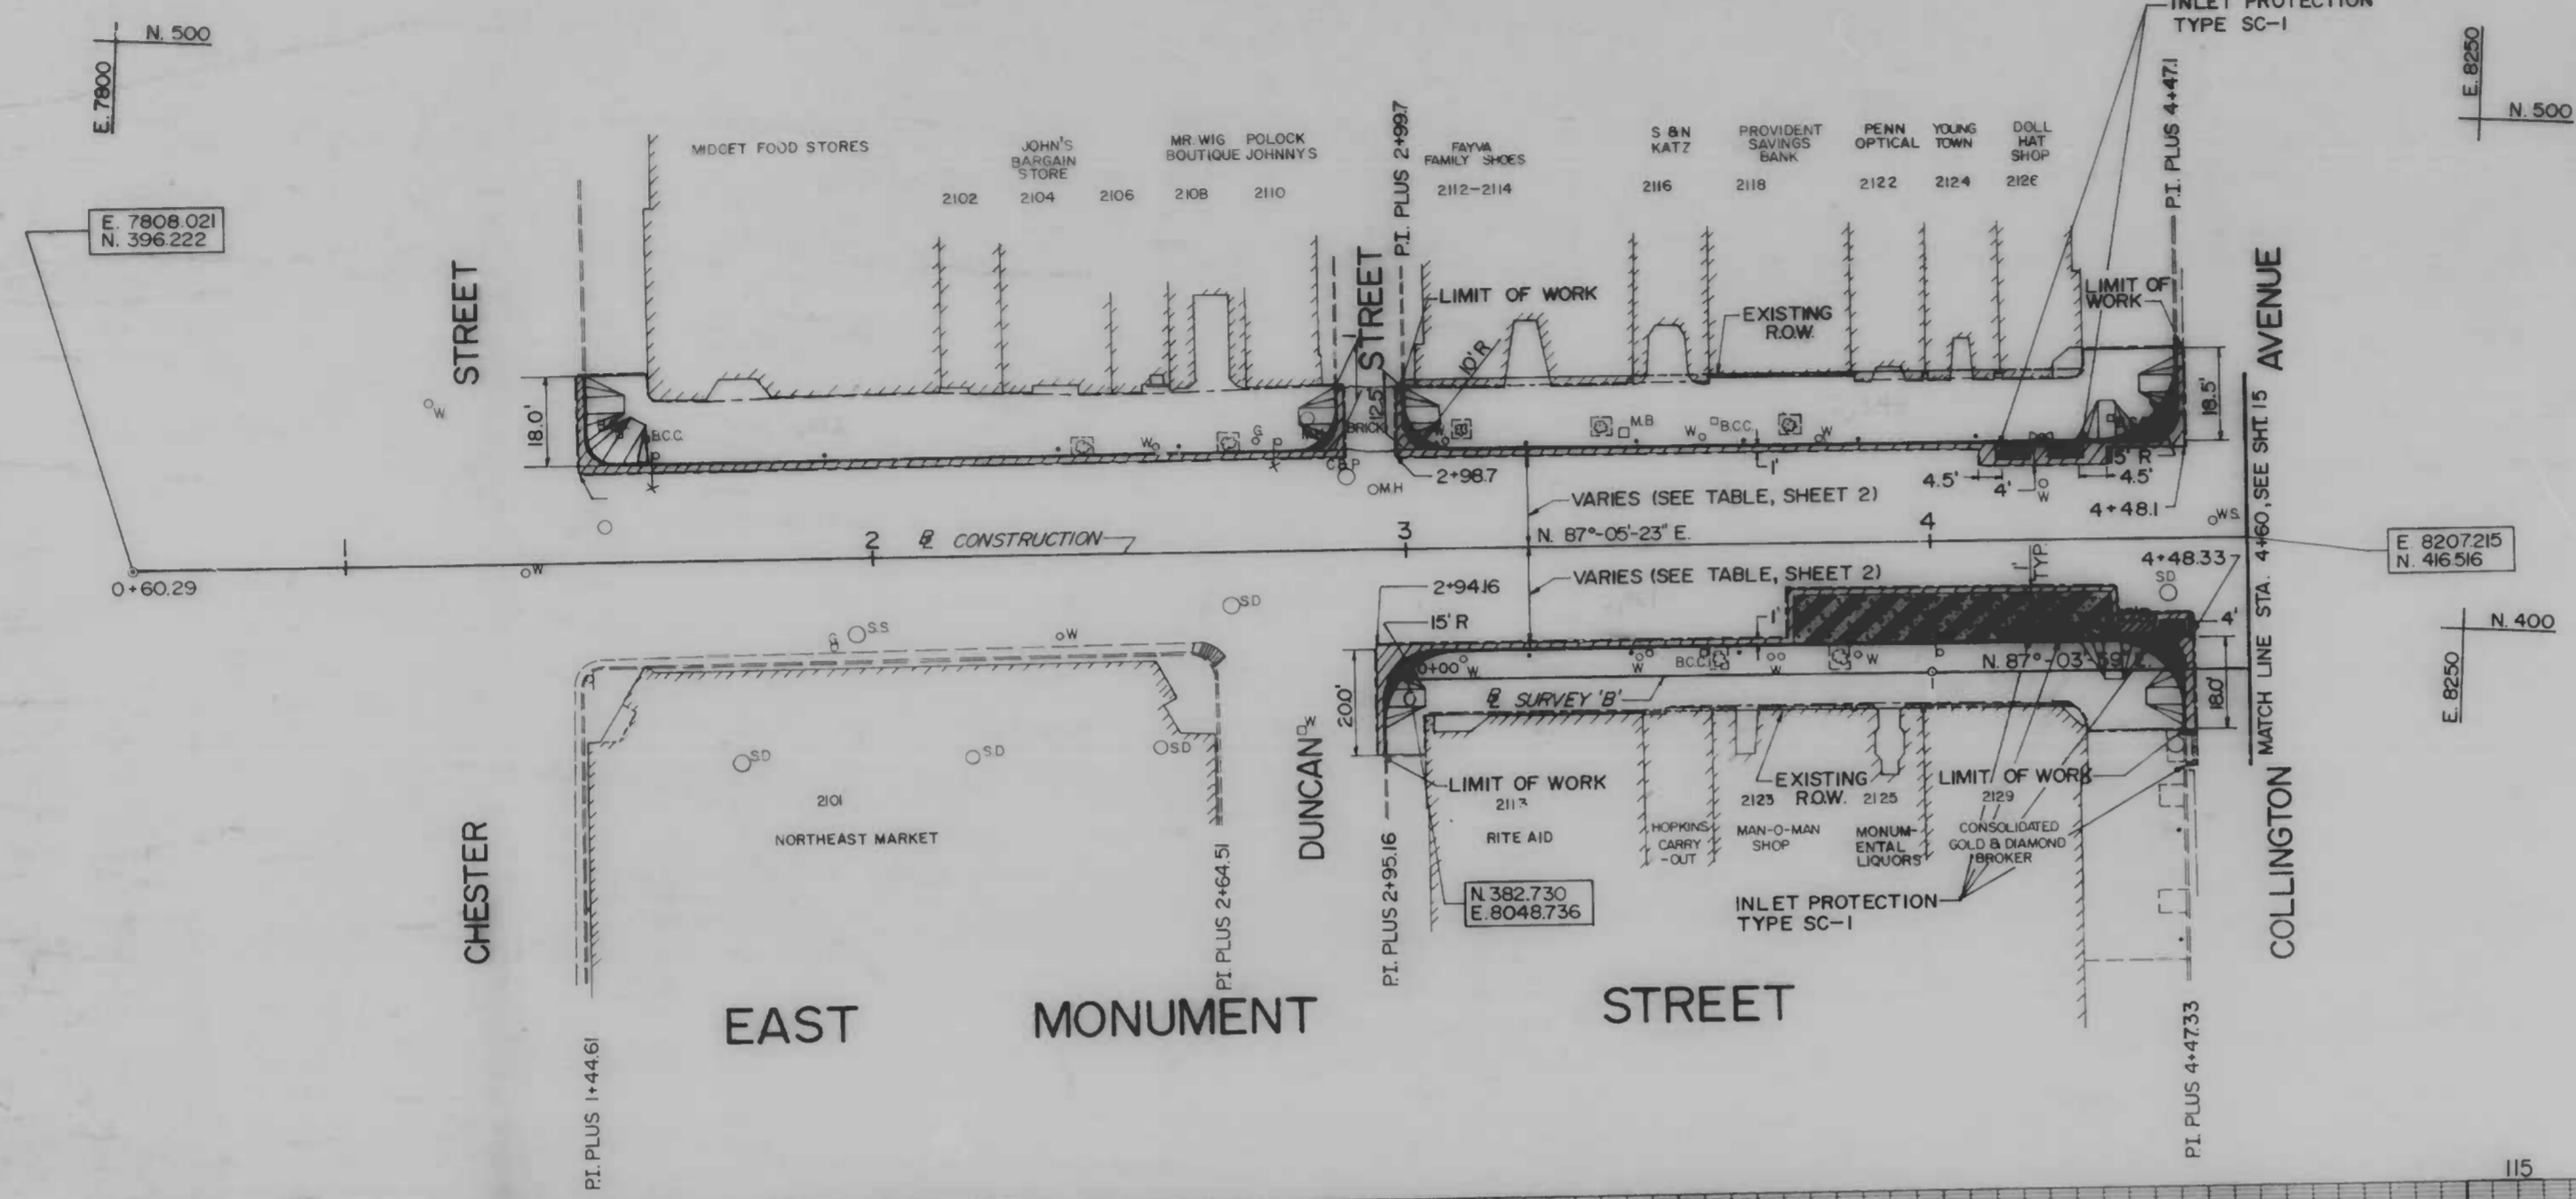 INLET PROTECTION
TYPE SC-1
N. 500
E. 7800
E. 8250
N. 500
MIDGET FOOD STORES
JOHN'S
BARGAIN
STORE
MR. WIG
BOUTIQUE
POLOCK
JOHNNYS
2102
2104
2106
2108
2110
P.I. PLUS 2+99.7
FAYVA
FAMILY SHOES
2112-2114
S & N
KATZ
2116
PROVIDENT
SAVINGS
BANK
2118
PENN
OPTICAL
2122
YOUNG
TOWN
2124
DOLL
HAT
SHOP
P.I. PLUS 4+47.1
E. 7808.021
N. 396.222
STREET
STREET
AVENUE
LIMIT OF WORK
10' R
EXISTING
R.O.W.
LIMIT OF
WORK
W
18.0'
B.C.C.
W
G
P
12.5'
BRICK
M.B
W
B.C.C.
W
18.5'
C.B.P
M.H
2+98.7
1'
4.5'
4'
W
5' R
4.5'
4+48.1
W.S.
VARIES (SEE TABLE, SHEET 2)
2
B CONSTRUCTION
3
N. 87°-05'-23" E.
4
MATCH LINE STA. 4+60, SEE SHT. 15
E. 8207.215
N. 416.516
0+60.29
W
VARIES (SEE TABLE, SHEET 2)
1'
TYP.
4+48.33
SD
2+94.16
15' R
1'
4'
N. 400
E. 8250
S.D
S.S
G
W
0+00
W
W
B.C.C.
W
W
P
N. 87°-03'-59" E.
B SURVEY 'B'
1
20.0'
18.0'
S.D
S.D
S.D
W
DUNCAN
LIMIT OF WORK
EXISTING
R.O.W.
LIMIT OF WORK
2101
NORTHEAST MARKET
2113
RITE AID
HOPKINS
CARRY
-OUT
2123
MAN-O-MAN
SHOP
2125
MONUM-
ENTAL
LIQUORS
2129
CONSOLIDATED
GOLD & DIAMOND
BROKER
CHESTER
COLLINGTON
N. 382.730
E. 8048.736
INLET PROTECTION
TYPE SC-1
P.I. PLUS 2+64.51
P.I. PLUS 2+95.16
EAST MONUMENT STREET
P.I. PLUS 1+44.61
P.I. PLUS 4+47.33
115